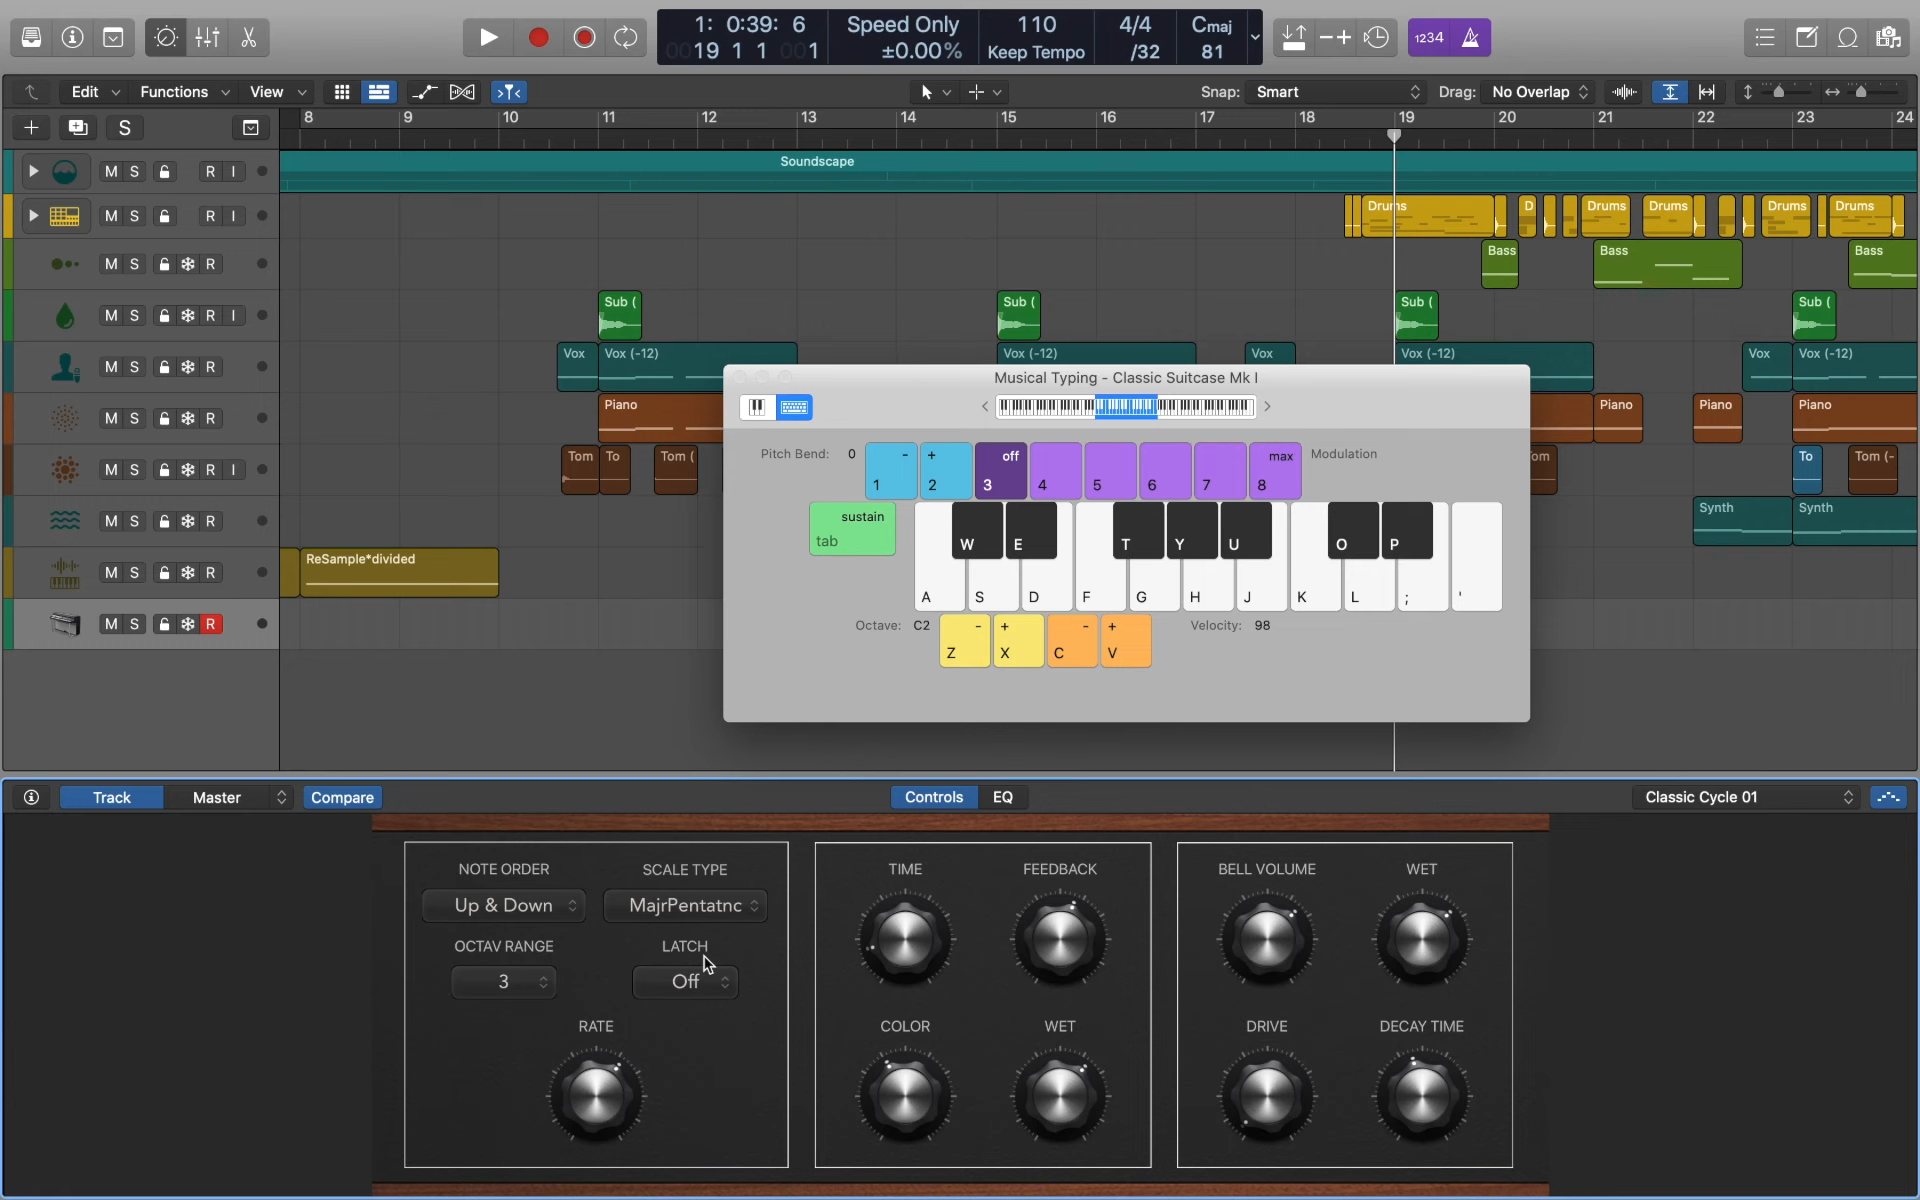 1: 0:39: 6
0019 1 1 001
Speed Only
±0.00%
110
Keep Tempo
4/4
/32
Cmaj
81
1234
Edit
Functions
View
Snap: Smart
Drag: No Overlap
S
8 9 10 11 12 13 14 15 16 17 18 19 20 21 22 23 24
M S R I
Soundscape
M S R I
Drums D Drums Drums Drums Drums
M S R
Bass Bass Bass
M S R I
Sub ( Sub ( Sub ( Sub (
M S R
Vox Vox (-12) Vox (-12) Vox Vox (-12) Vox Vox (-12)
M S R
Piano Piano Piano Piano
M S R I
Tom To Tom ( om To Tom (-
M S R
Synth Synth
M S R
ReSample*divided
M S R
Musical Typing - Classic Suitcase Mk I
Pitch Bend: 0
- + off max
1 2 3 4 5 6 7 8
Modulation
sustain
tab
W E T Y U O P
A S D F G H J K L ; '
Octave: C2
- + - +
Z X C V
Velocity: 98
Track
Master
Compare
Controls
EQ
Classic Cycle 01
NOTE ORDER
Up & Down
SCALE TYPE
MajrPentatnc
OCTAV RANGE
3
LATCH
Off
RATE
TIME
FEEDBACK
COLOR
WET
BELL VOLUME
WET
DRIVE
DECAY TIME